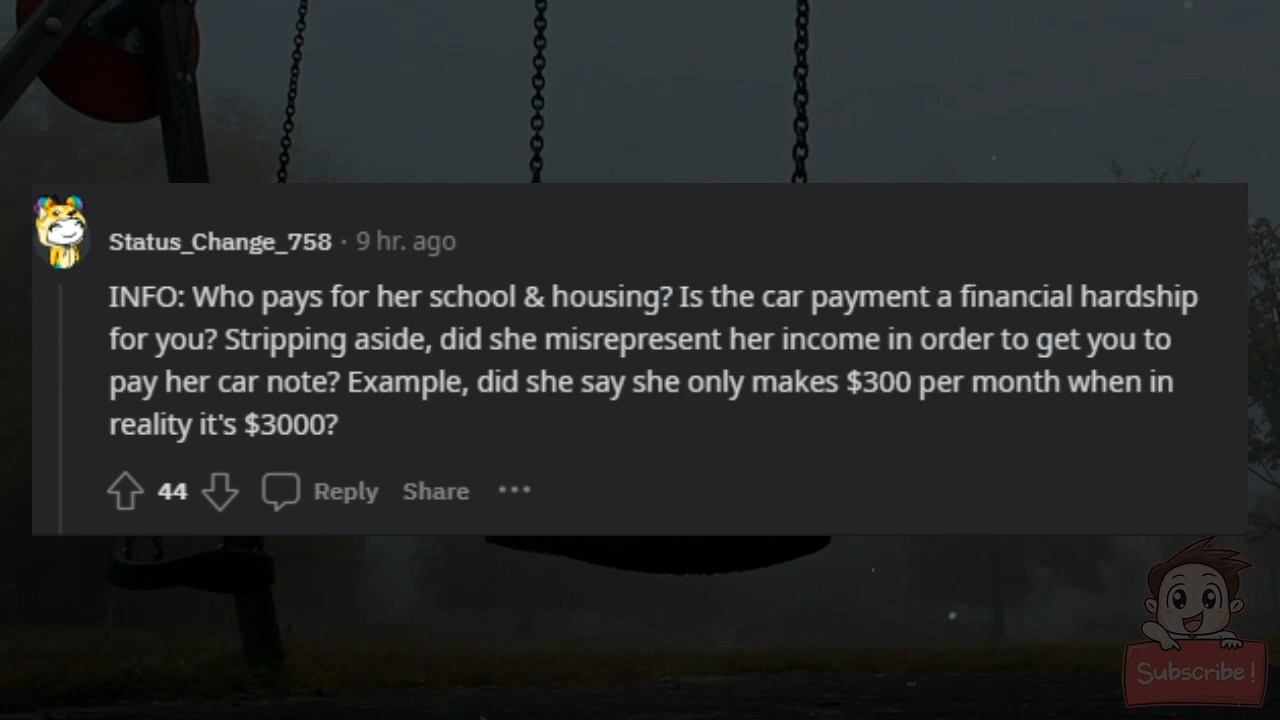 Status_Change_758 · 9 hr. ago
INFO: Who pays for her school & housing? Is the car payment a financial hardship
for you? Stripping aside, did she misrepresent her income in order to get you to
pay her car note? Example, did she say she only makes $300 per month when in
reality it's $3000?
44 Reply Share ···
Subscribe!